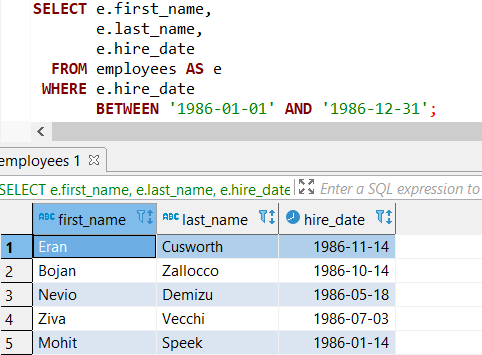 SELECT e.first_name,
e.last_name,
e.hire_date
FROM employees AS e
WHERE e.hire_date
BETWEEN '1986-01-01' AND '1986-12-31';
employees 1
SELECT e.first_name, e.last_name, e.hire_date Enter a SQL expression to
ABC first_name ABC last_name hire_date
1 Eran Cusworth 1986-11-14
2 Bojan Zallocco 1986-10-14
3 Nevio Demizu 1986-05-18
4 Ziva Vecchi 1986-07-03
5 Mohit Speek 1986-01-14